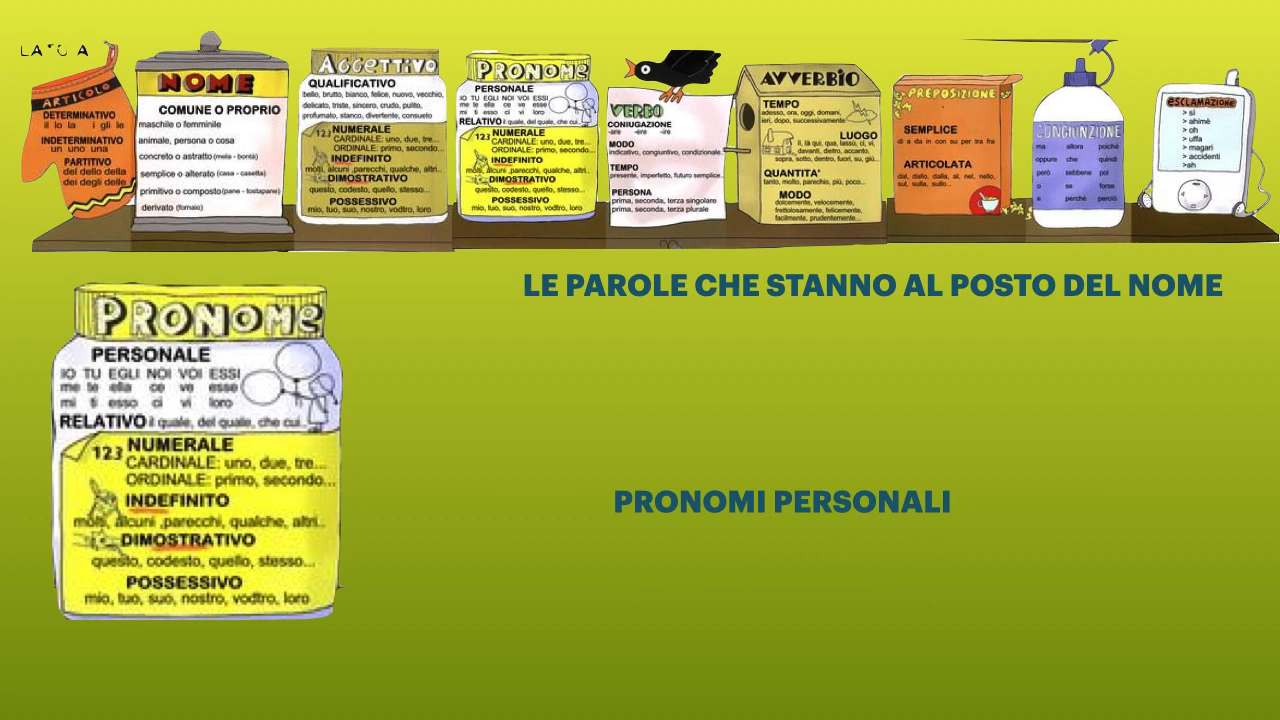 ARTICOLO
DETERMINATIVO
il lo la i gli le
INDETERMINATIVO
un uno una
PARTITIVO
del dello della
dei degli delle
NOME
COMUNE O PROPRIO
maschile o femminile
animale, persona o cosa
concreto o astratto (mela - bontà)
semplice o alterato (casa - casetta)
primitivo o composto (pane - tostapane)
derivato (fornaio)
AGGETTIVO
QUALIFICATIVO
bello, brutto, bianco, felice, nuovo, vecchio,
delicato, triste, sincero, crudo, pulito,
profumato, stanco, divertente, consueto
123 NUMERALE
CARDINALE: uno, due, tre...
ORDINALE: primo, secondo...
INDEFINITO
molti, alcuni ,parecchi, qualche, altri..
DIMOSTRATIVO
questo, codesto, quello, stesso...
POSSESSIVO
mio, tuo, suo, nostro, vodtro, loro
PRONOME
PERSONALE
IO TU EGLI NOI VOI ESSI
me te ella ce ve esse
mi ti esso ci vi loro
RELATIVO il quale, del quale, che cui...
123 NUMERALE
CARDINALE: uno, due, tre...
ORDINALE: primo, secondo...
INDEFINITO
molti, alcuni ,parecchi, qualche, altri..
DIMOSTRATIVO
questo, codesto, quello, stesso...
POSSESSIVO
mio, tuo, suo, nostro, vodtro, loro
VERBO
CONIUGAZIONE
-are -ere -ire
MODO
indicativo, congiuntivo, condizionale.
TEMPO
presente, imperfetto, futuro semplice..
PERSONA
prima, seconda, terza singolare
prima, seconda, terza plurale
AVVERBIO
TEMPO
adesso, ora, oggi, domani,
ieri, dopo, successivamente
LUOGO
lì, là qui, qua, lassù, ci, vi,
davanti, dietro, accanto,
sopra, sotto, dentro, fuori, su, giù...
QUANTITA'
tanto, molto, parecchio, più, poco...
MODO
dolcemente, velocemente,
frettolosamente, felicemente,
facilmente, prudentemente...
PREPOSIZIONE
SEMPLICE
di a da in con su per tra fra
ARTICOLATA
dal, dallo, dalla, al, nel, nello,
sul, sulla, sullo..
CONGIUNZIONE
ma allora poiché
oppure che quindi
però sebbene poi
o se forse
e perché perciò
ESCLAMAZIONE
> sì
> ahimè
> oh
> uffa
> magari
> accidenti
>ah
LE PAROLE CHE STANNO AL POSTO DEL NOME
PRONOME
PERSONALE
IO TU EGLI NOI VOI ESSI
me te ella ce ve esse
mi ti esso ci vi loro
RELATIVO il quale, del quale, che cui...
123 NUMERALE
CARDINALE: uno, due, tre...
ORDINALE: primo, secondo...
INDEFINITO
molti, alcuni ,parecchi, qualche, altri..
DIMOSTRATIVO
questo, codesto, quello, stesso...
POSSESSIVO
mio, tuo, suo, nostro, vodtro, loro
PRONOMI PERSONALI